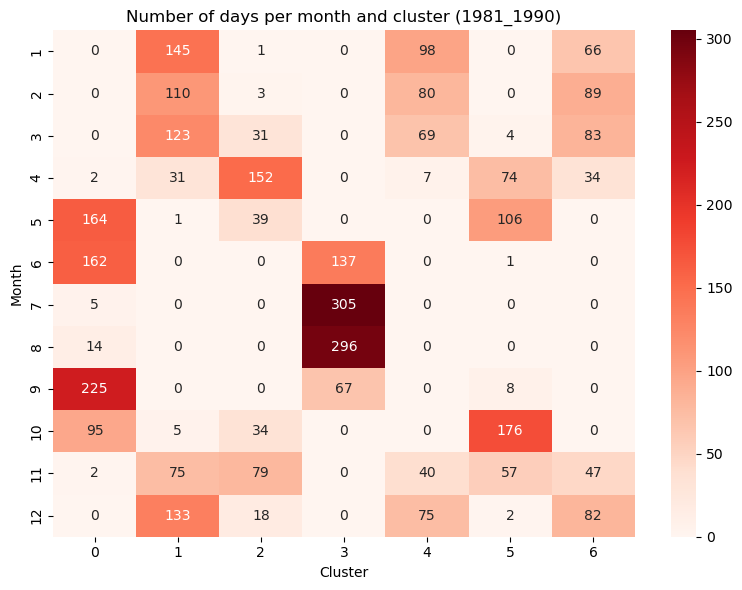 Number of days per month and cluster (1981_1990)
1 0 145 1 0 98 0 66
2 0 110 3 0 80 0 89
3 0 123 31 0 69 4 83
4 2 31 152 0 7 74 34
5 164 1 39 0 0 106 0
6 162 0 0 137 0 1 0
7 5 0 0 305 0 0 0
8 14 0 0 296 0 0 0
9 225 0 0 67 0 8 0
10 95 5 34 0 0 176 0
11 2 75 79 0 40 57 47
12 0 133 18 0 75 2 82
0 1 2 3 4 5 6
Cluster
Month
300
250
200
150
100
50
0